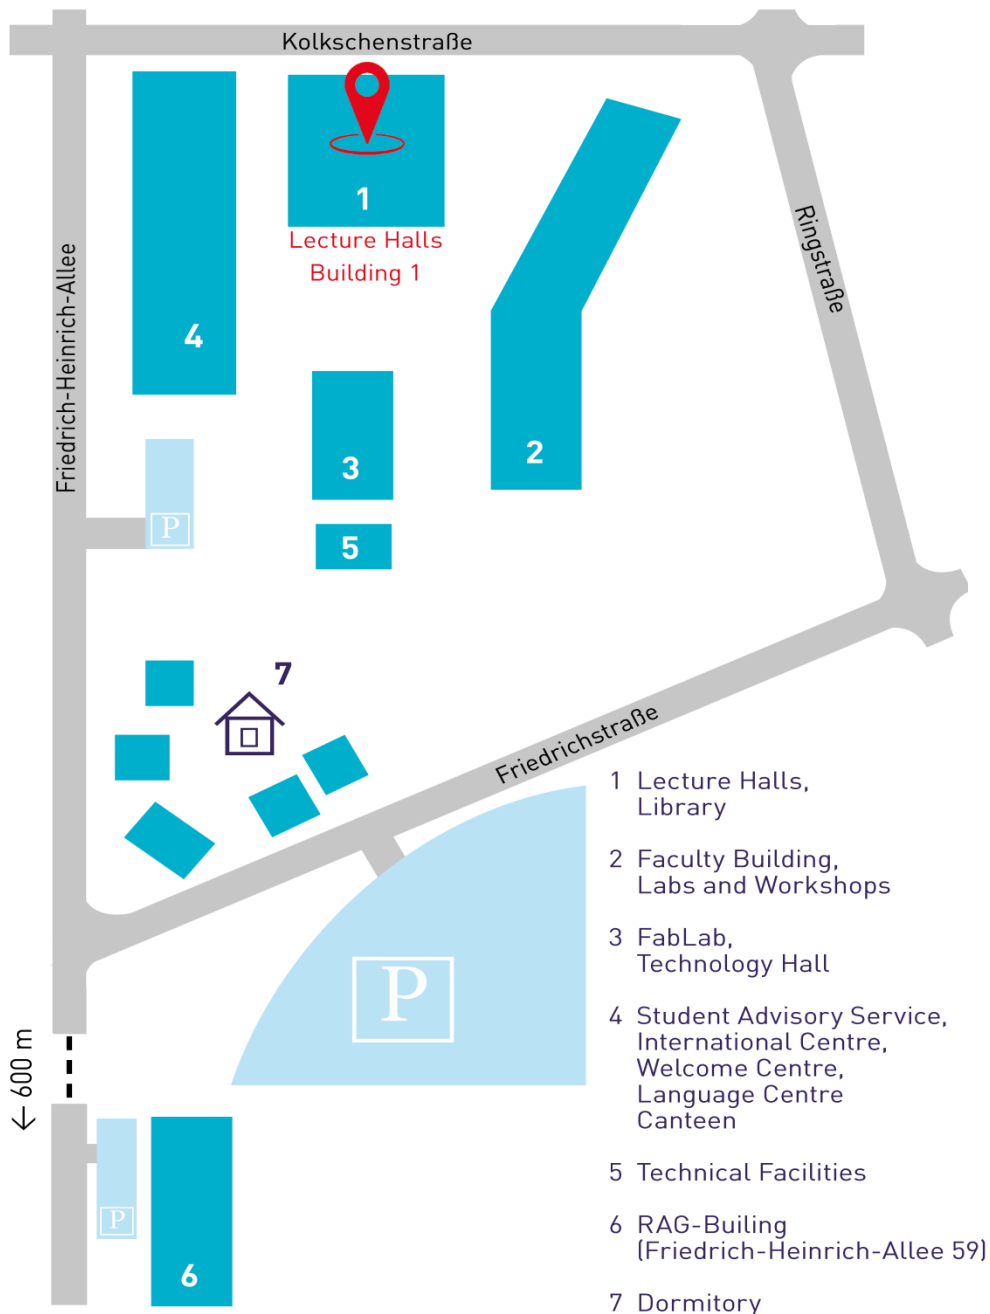 Kolkschenstraße
1
Lecture Halls
Building 1
Ringstraße
Friedrich-Heinrich-Allee
4
3
2
P
5
7
Friedrichstraße
P
← 600 m
P
6
1 Lecture Halls,
Library
2 Faculty Building,
Labs and Workshops
3 FabLab,
Technology Hall
4 Student Advisory Service,
International Centre,
Welcome Centre,
Language Centre
Canteen
5 Technical Facilities
6 RAG-Builing
(Friedrich-Heinrich-Allee 59)
7 Dormitory